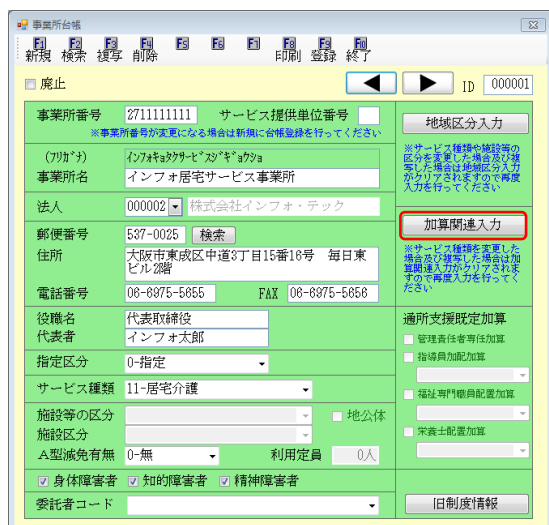 事業所台帳
F1 F2 F3 F4 F5 F6 F7 F8 F9 F10
新規 検索 複写 削除 印刷 登録 終了
廃止
ID 000001
事業所番号 2711111111 サービス提供単位番号
※事業所番号が変更になる場合は新規に台帳登録を行ってください
(フリガナ) インフォキョタクサービスジギョウショ
事業所名 インフォ居宅サービス事業所
法人 000002 株式会社インフォ・テック
郵便番号 537-0025 検索
住所 大阪市東成区中道3丁目15番16号 毎日東
ビル2階
電話番号 06-6975-5655 FAX 06-6975-5656
役職名 代表取締役
代表者 インフォ太郎
指定区分 0-指定
サービス種類 11-居宅介護
施設等の区分 地公体
施設区分
A型減免有無 0-無 利用定員 0人
身体障害者 知的障害者 精神障害者
委託者コード
地域区分入力
※サービス種類や施設等の
区分を変更した場合及び複
写した場合は地域区分入力
がクリアされますので再度
入力を行ってください
加算関連入力
※サービス種類を変更した
場合及び複写した場合は加
算関連入力がクリアされま
すので再度入力を行ってく
ださい
通所支援既定加算
管理責任者専任加算
指導員加配加算
福祉専門職員配置加算
栄養士配置加算
旧制度情報